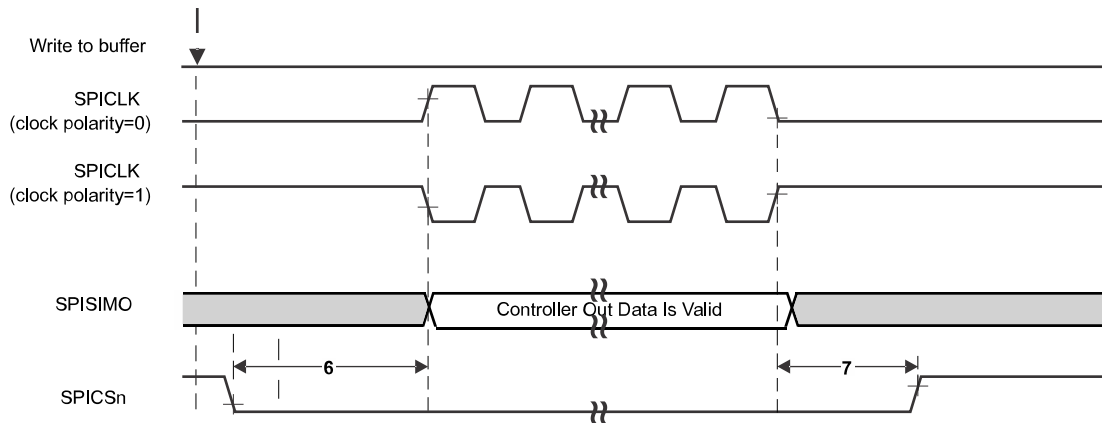 Write to buffer
SPICLK
(clock polarity=0)
SPICLK
(clock polarity=1)
SPISIMO
Controller Out Data Is Valid
6
7
SPICSn